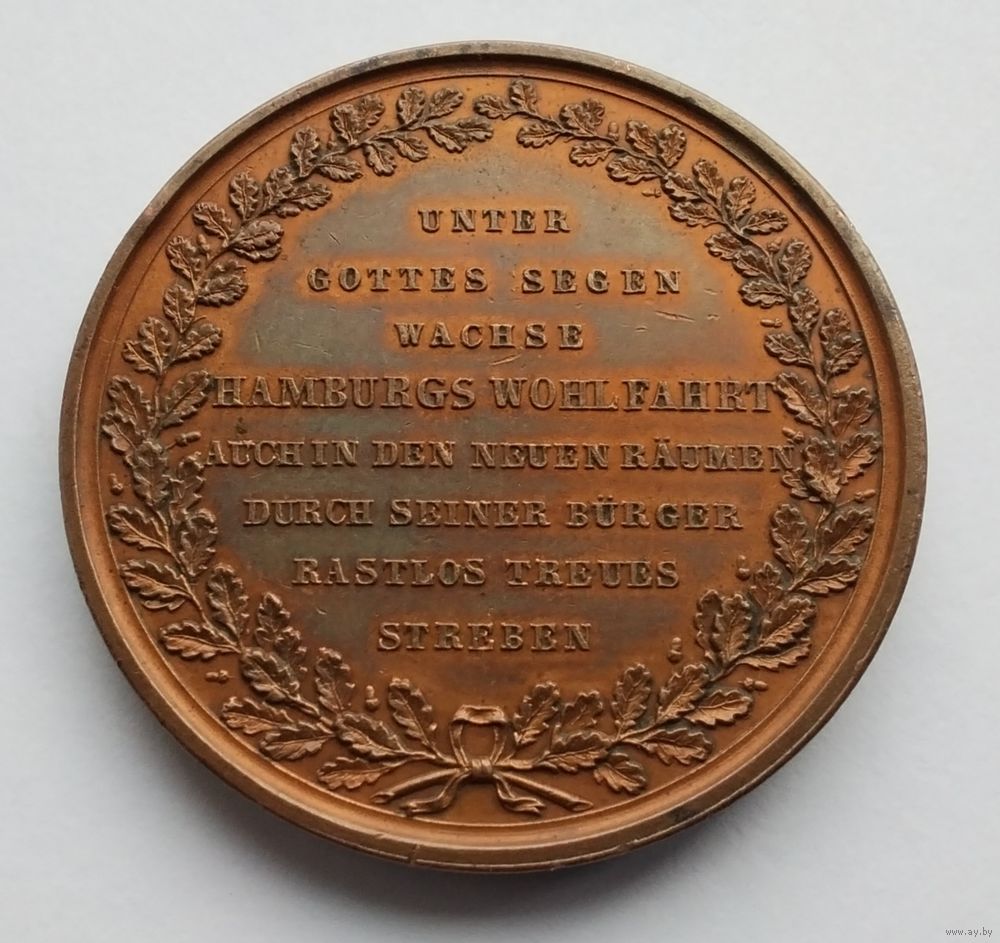 UNTER
GOTTES SEGEN
WACHSE
HAMBURGS WOHLFAHRT
AUCH IN DEN NEUEN RÄUMEN
DURCH SEINER BÜRGER
RASTLOS TREUES
STREBEN
www.ay.by